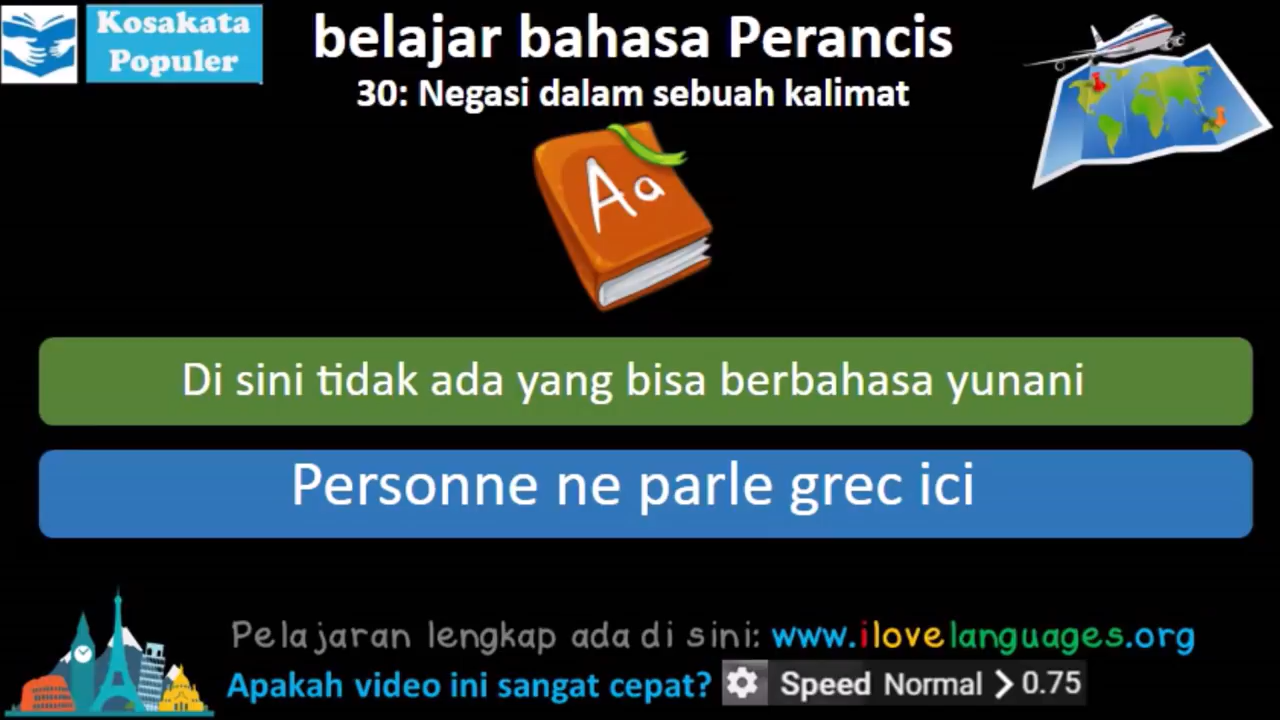 Kosakata
Populer
belajar bahasa Perancis
30: Negasi dalam sebuah kalimat
Aa
Di sini tidak ada yang bisa berbahasa yunani
Personne ne parle grec ici
Pelajaran lengkap ada di sini: www.ilovelanguages.org
Apakah video ini sangat cepat? Speed Normal > 0.75